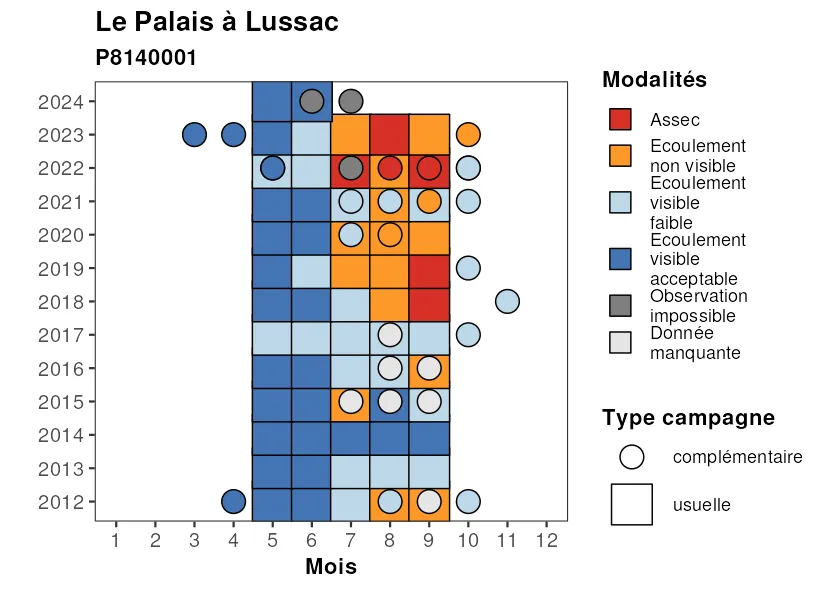 Le Palais à Lussac
P8140001
2024
2023
2022
2021
2020
2019
2018
2017
2016
2015
2014
2013
2012
1 2 3 4 5 6 7 8 9 10 11 12
Mois
Modalités
Assec
Ecoulement
non visible
Ecoulement
visible
faible
Ecoulement
visible
acceptable
Observation
impossible
Donnée
manquante
Type campagne
complémentaire
usuelle